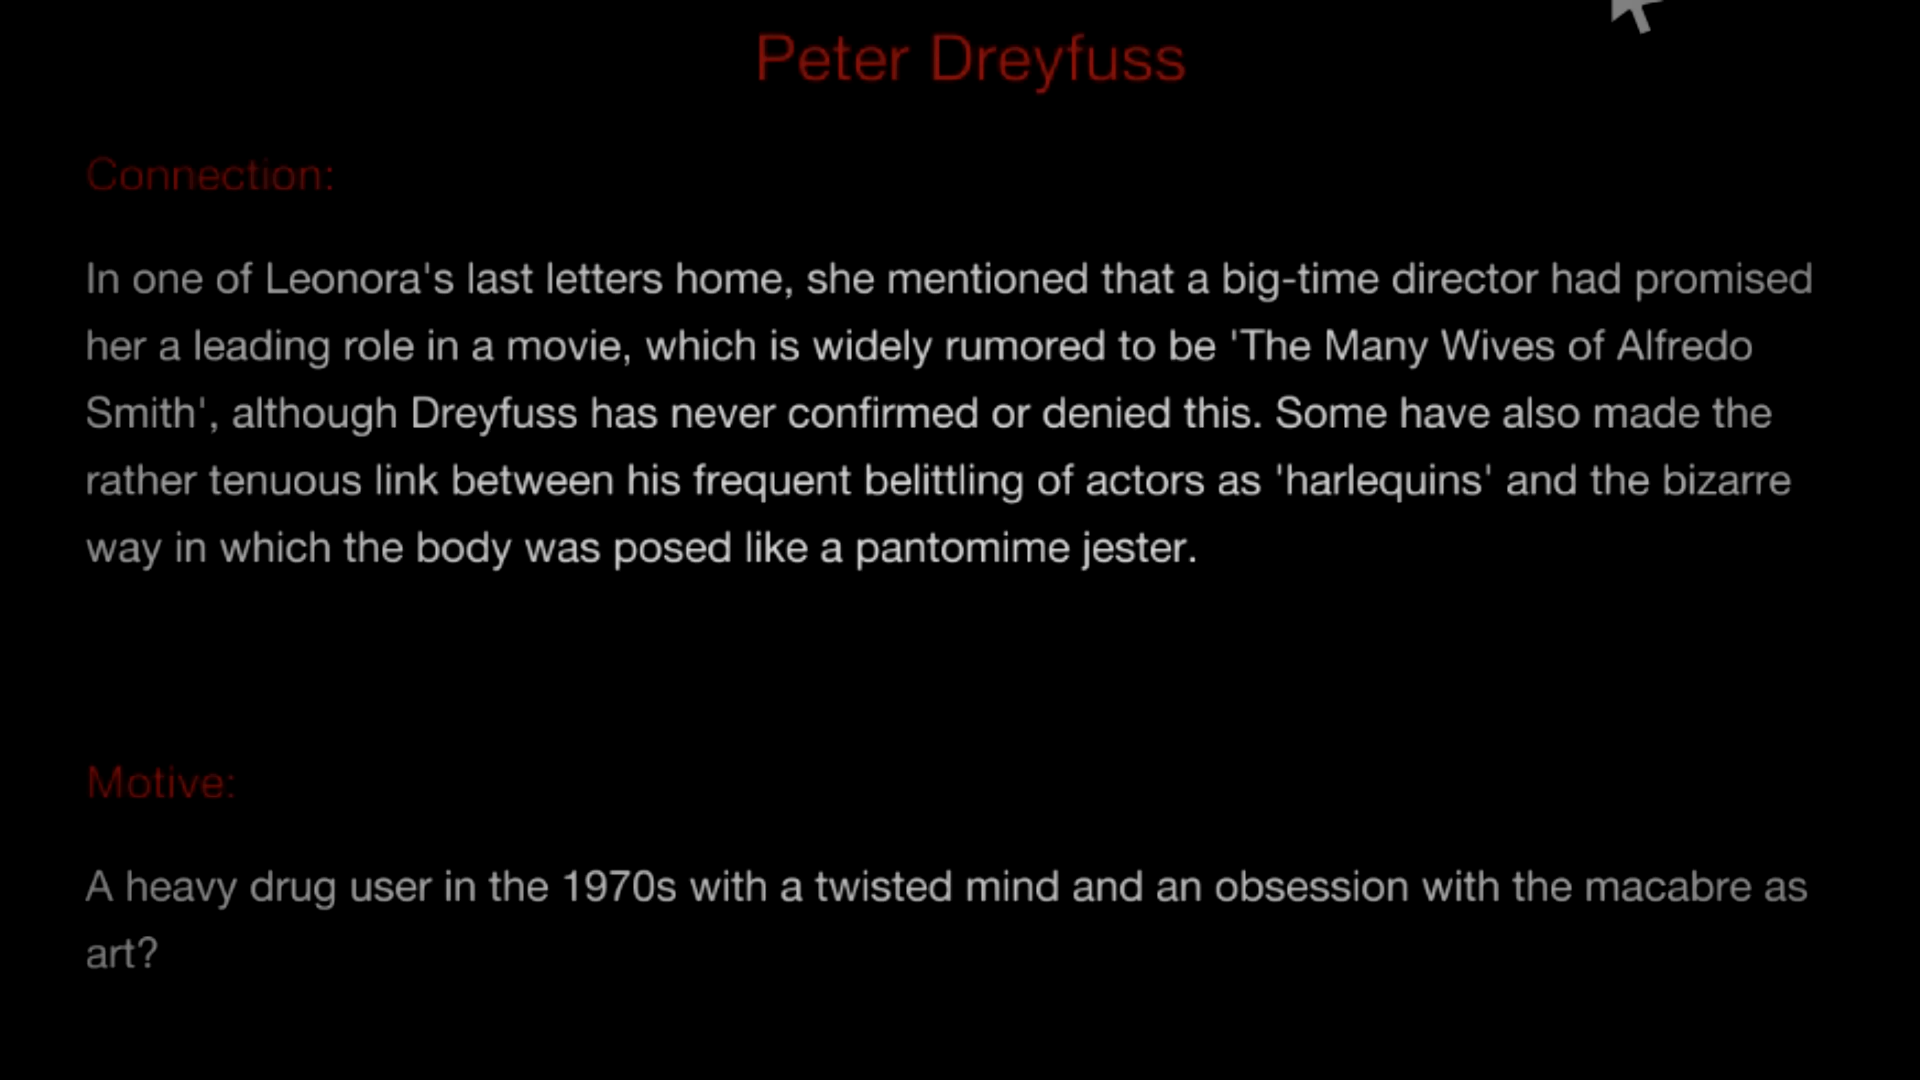 Peter Dreyfuss
Connection:
In one of Leonora's last letters home, she mentioned that a big-time director had promised
her a leading role in a movie, which is widely rumored to be 'The Many Wives of Alfredo
Smith', although Dreyfuss has never confirmed or denied this. Some have also made the
rather tenuous link between his frequent belittling of actors as 'harlequins' and the bizarre
way in which the body was posed like a pantomime jester.
Motive:
A heavy drug user in the 1970s with a twisted mind and an obsession with the macabre as
art?